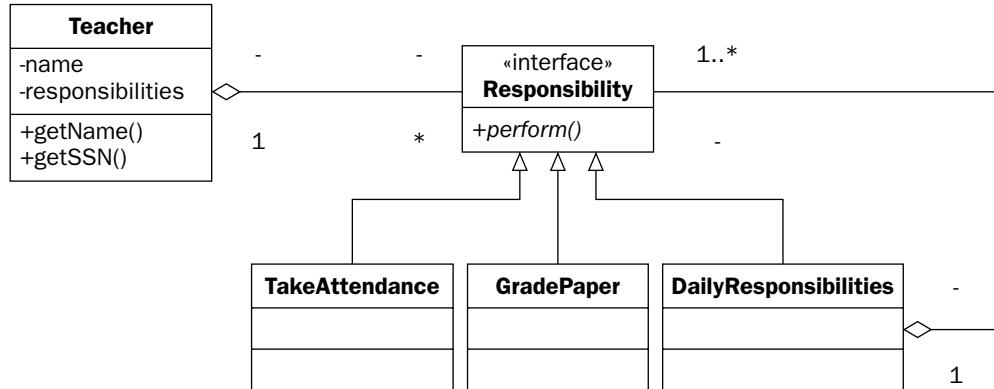 Teacher
-name
-responsibilities
+getName()
+getSSN()
-
-
1
*
«interface»
Responsibility
+perform()
1..*
-
TakeAttendance
GradePaper
DailyResponsibilities
-
1